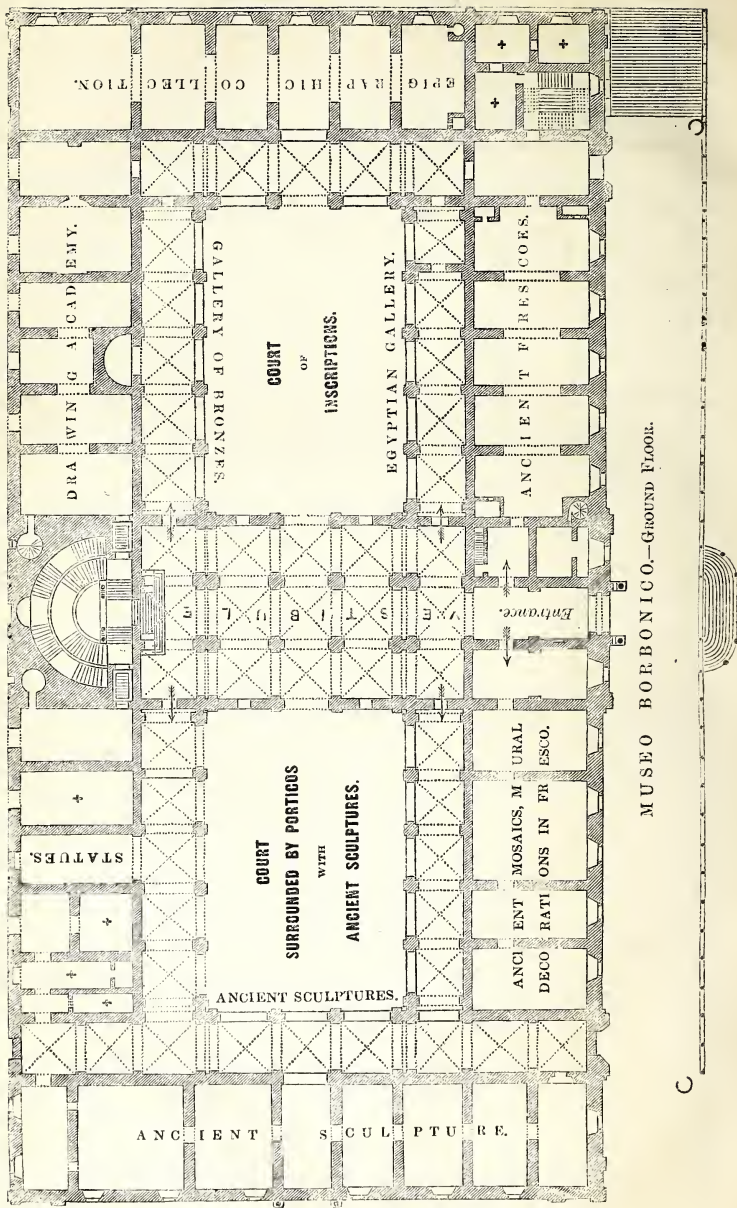 EPIGRAPHIC COLLECTION.
DRAWING ACADEMY.
GALLERY OF BRONZES.
COURT
OF
INSCRIPTIONS.
EGYPTIAN GALLERY.
ANCIENT FRESCOES.
VESTIBULE
Entrance.
STATUES.
COURT
SURROUNDED BY PORTICOS
WITH
ANCIENT SCULPTURES.
ANCIENT SCULPTURES.
ANCIENT MOSAICS, MURAL
DECORATIONS IN FRESCO.
ANCIENT SCULPTURE.
MUSEO BORBONICO.—GROUND FLOOR.